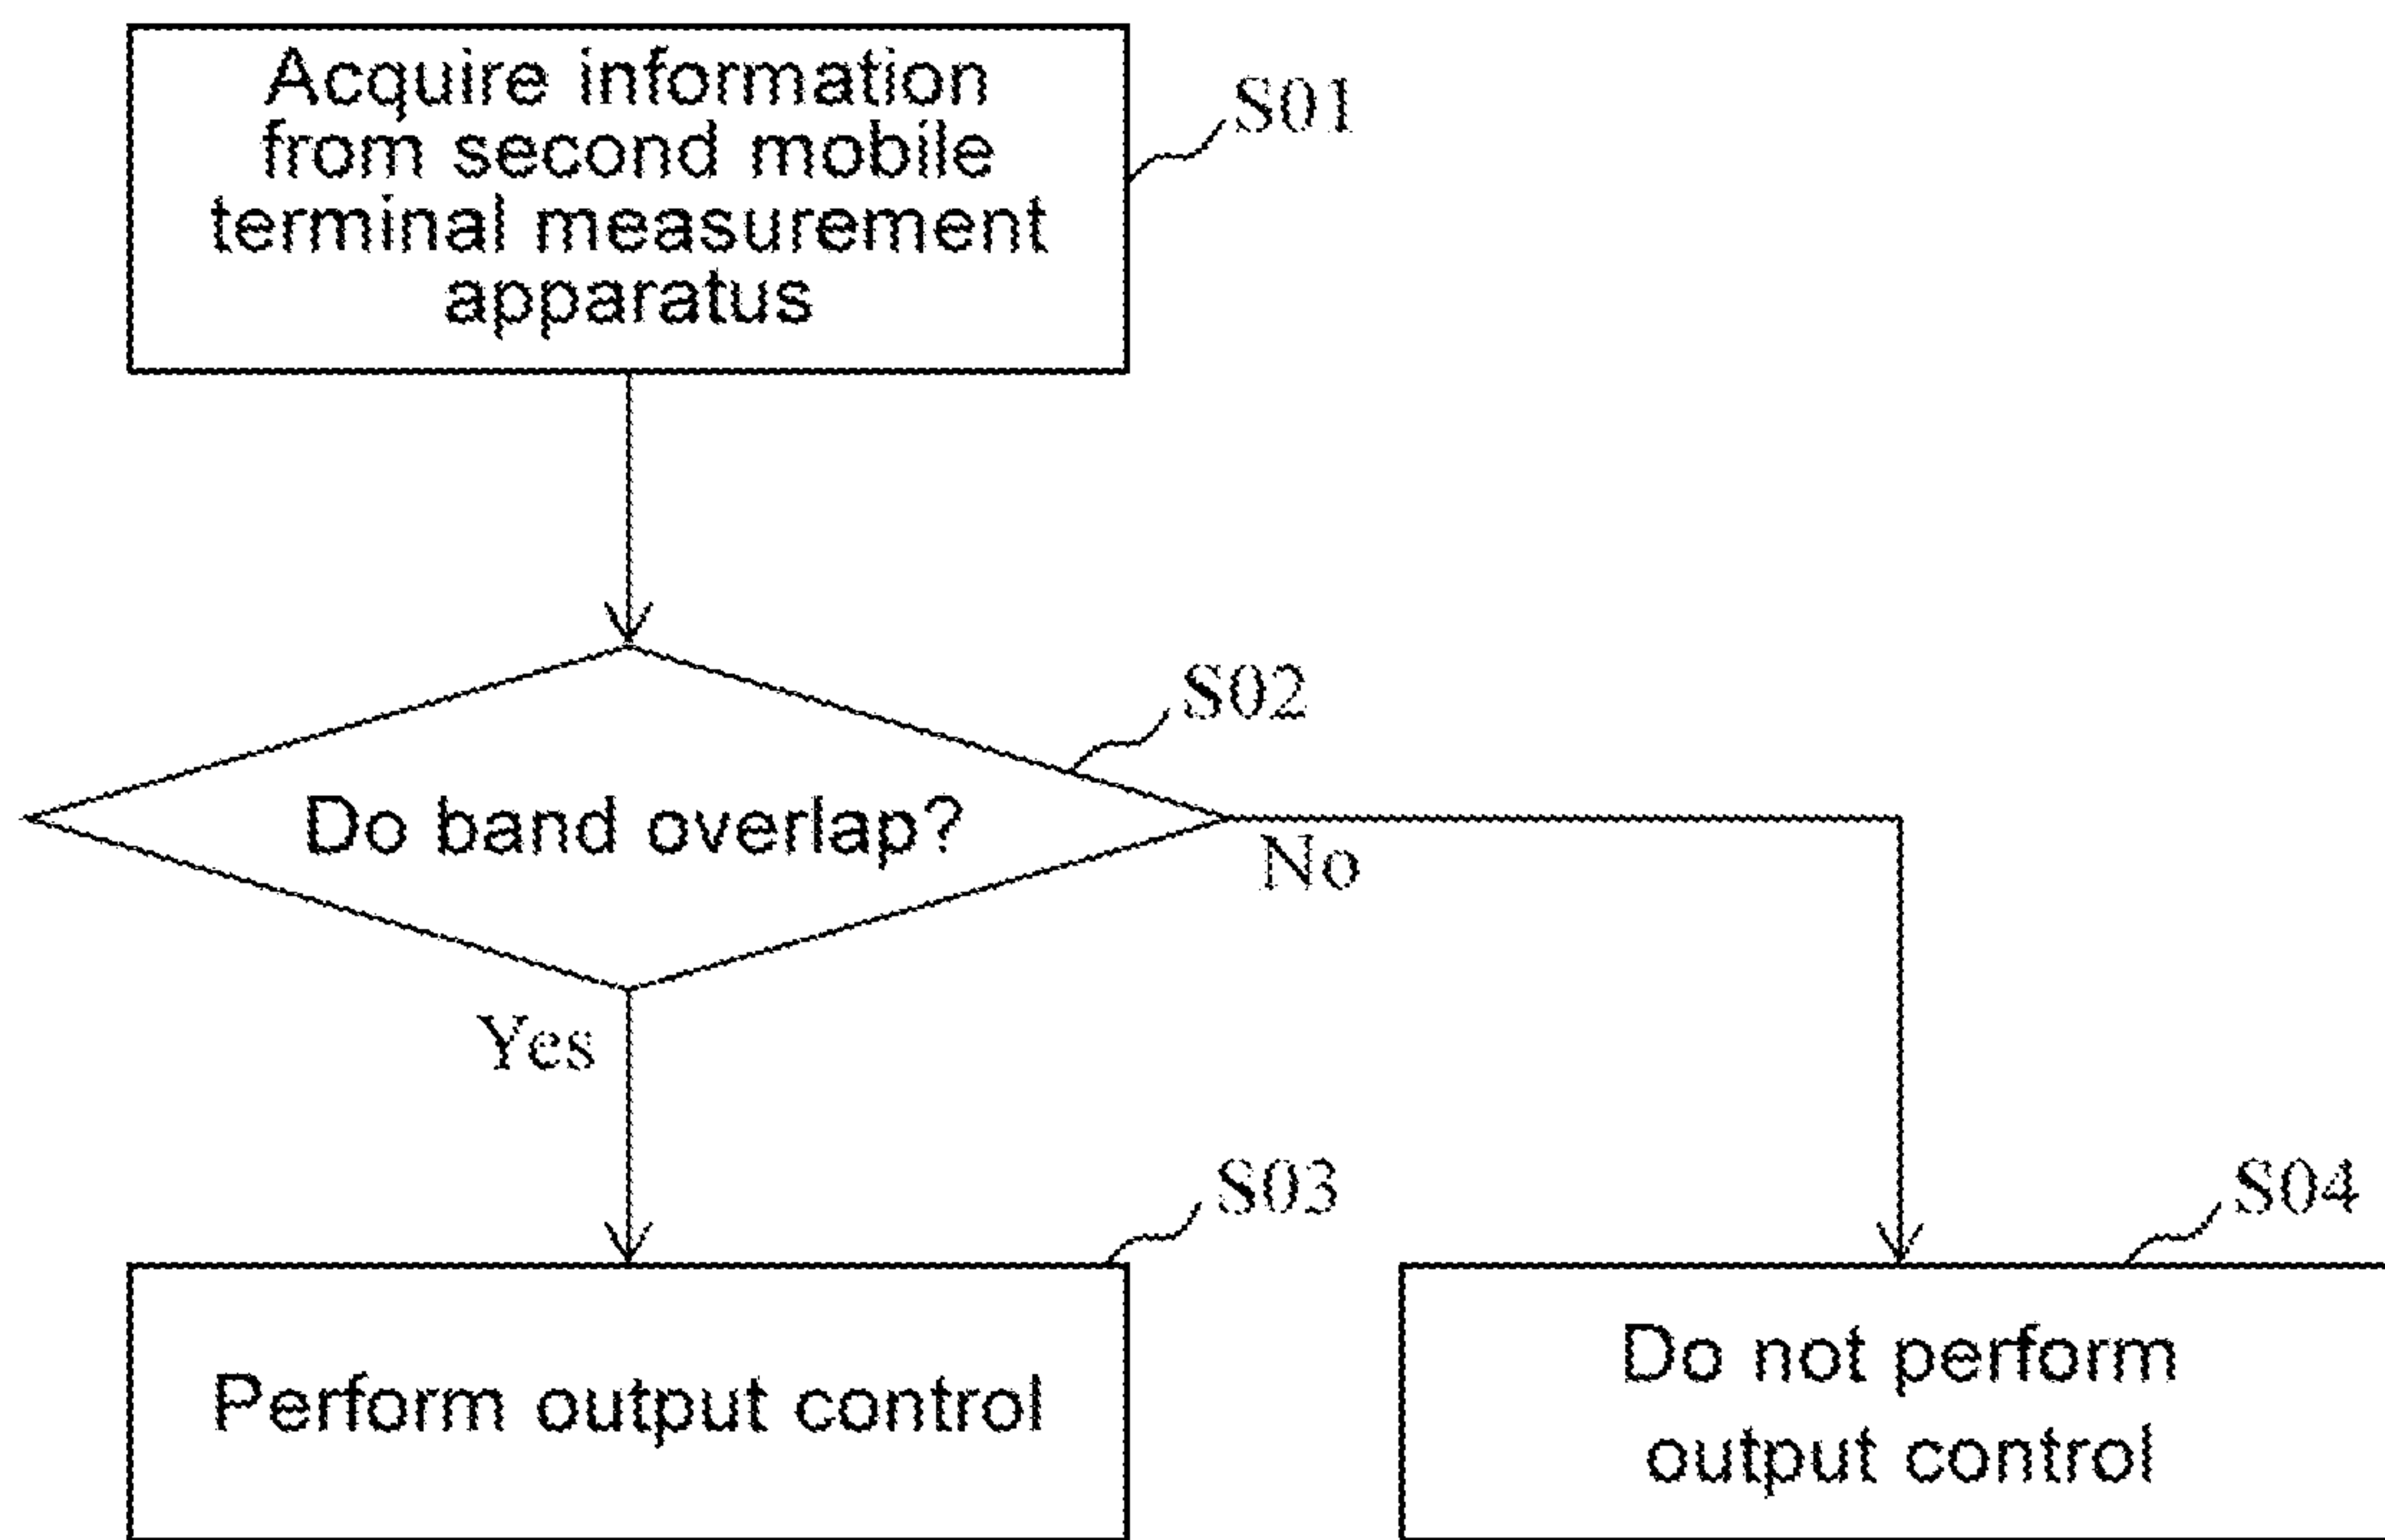 Acquire information
from second mobile
terminal measurement
apparatus
S01
S02
Do band overlap?
No
Yes
S03
S04
Perform output control
Do not perform
output control